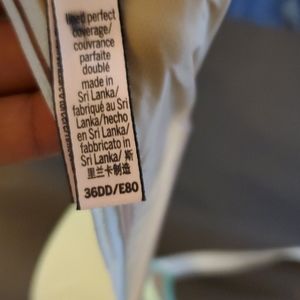 lined perfect
coverage/
couvrance
parfaite
doublé
made in
Sri Lanka/
fabriqué au Sri
Lanka/hecho
en Sri Lanka/
fabbricato in
Sri Lanka/ 斯
里兰卡制造
36DD/E80